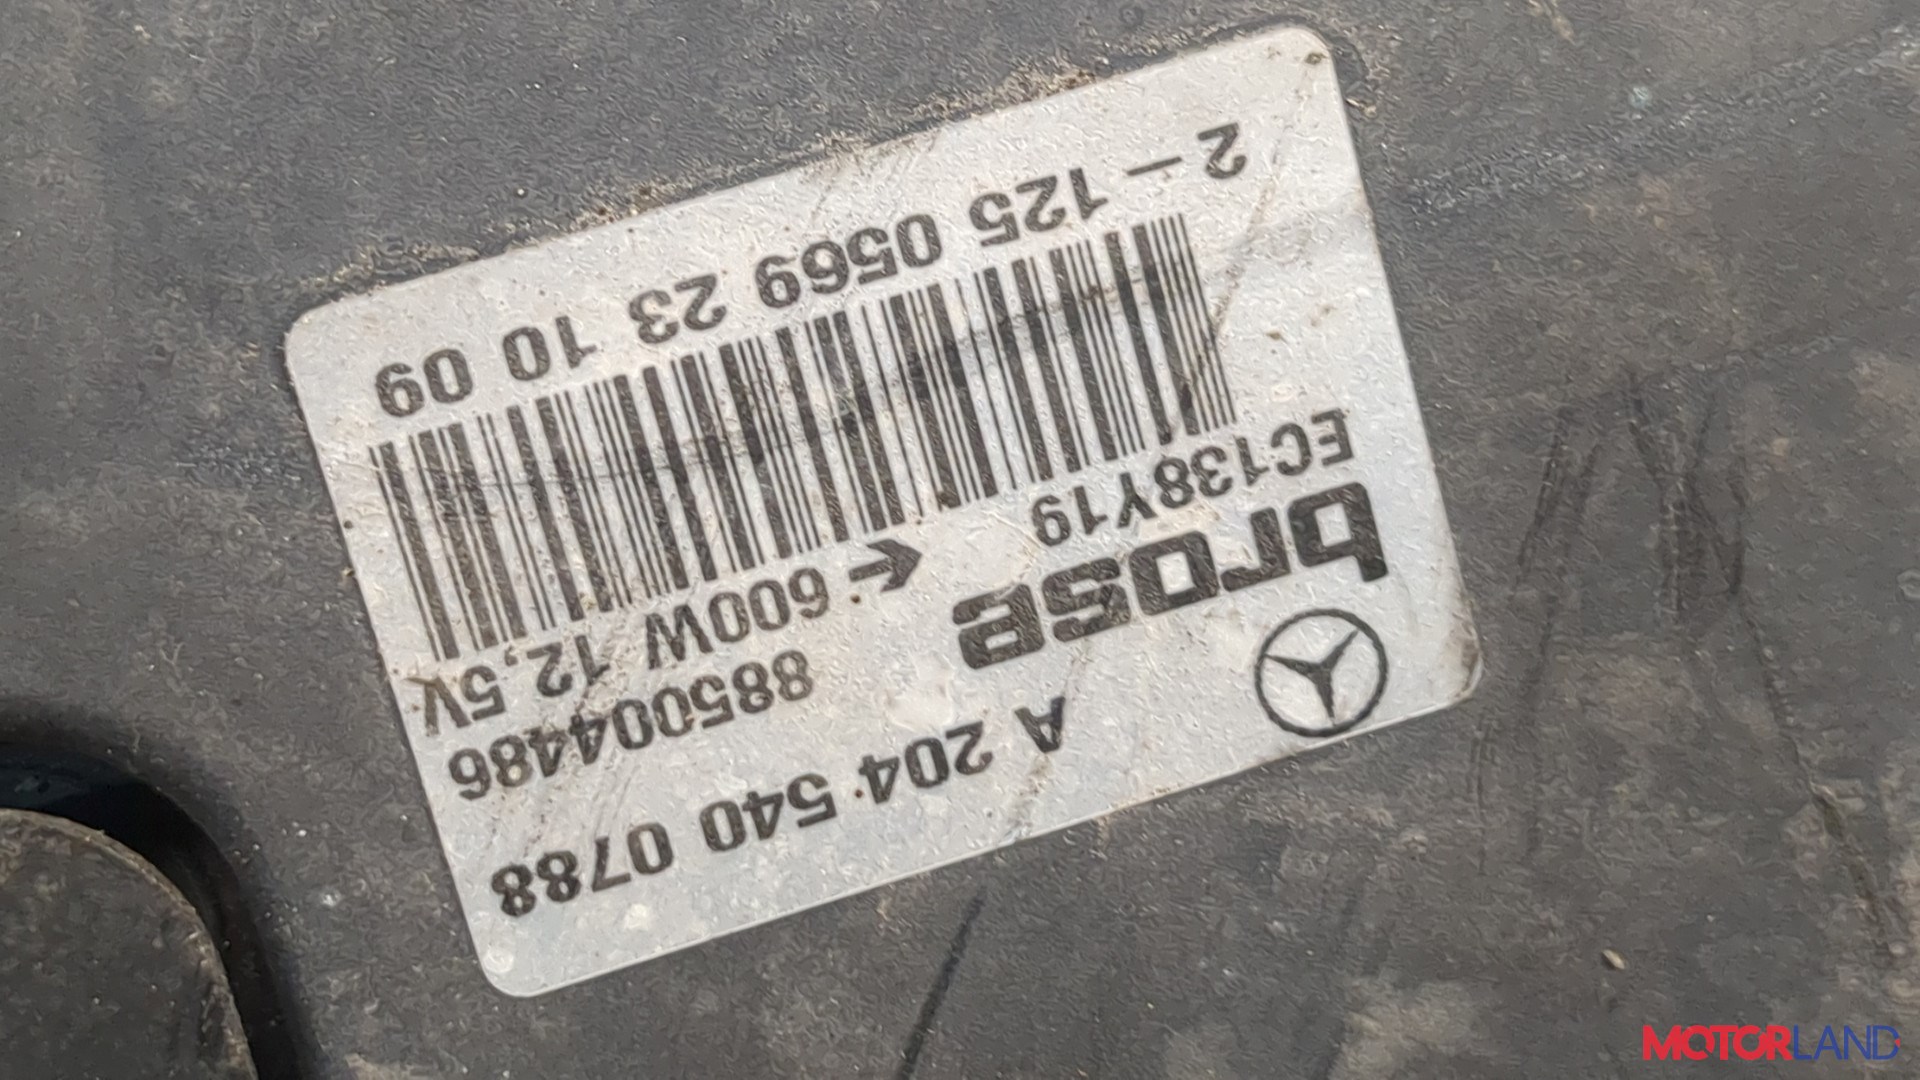 A 204 540 0788
885004486
brose
600W 12,5V
EC138Y19
2-125 0569 23 10 09
MOTORLAND